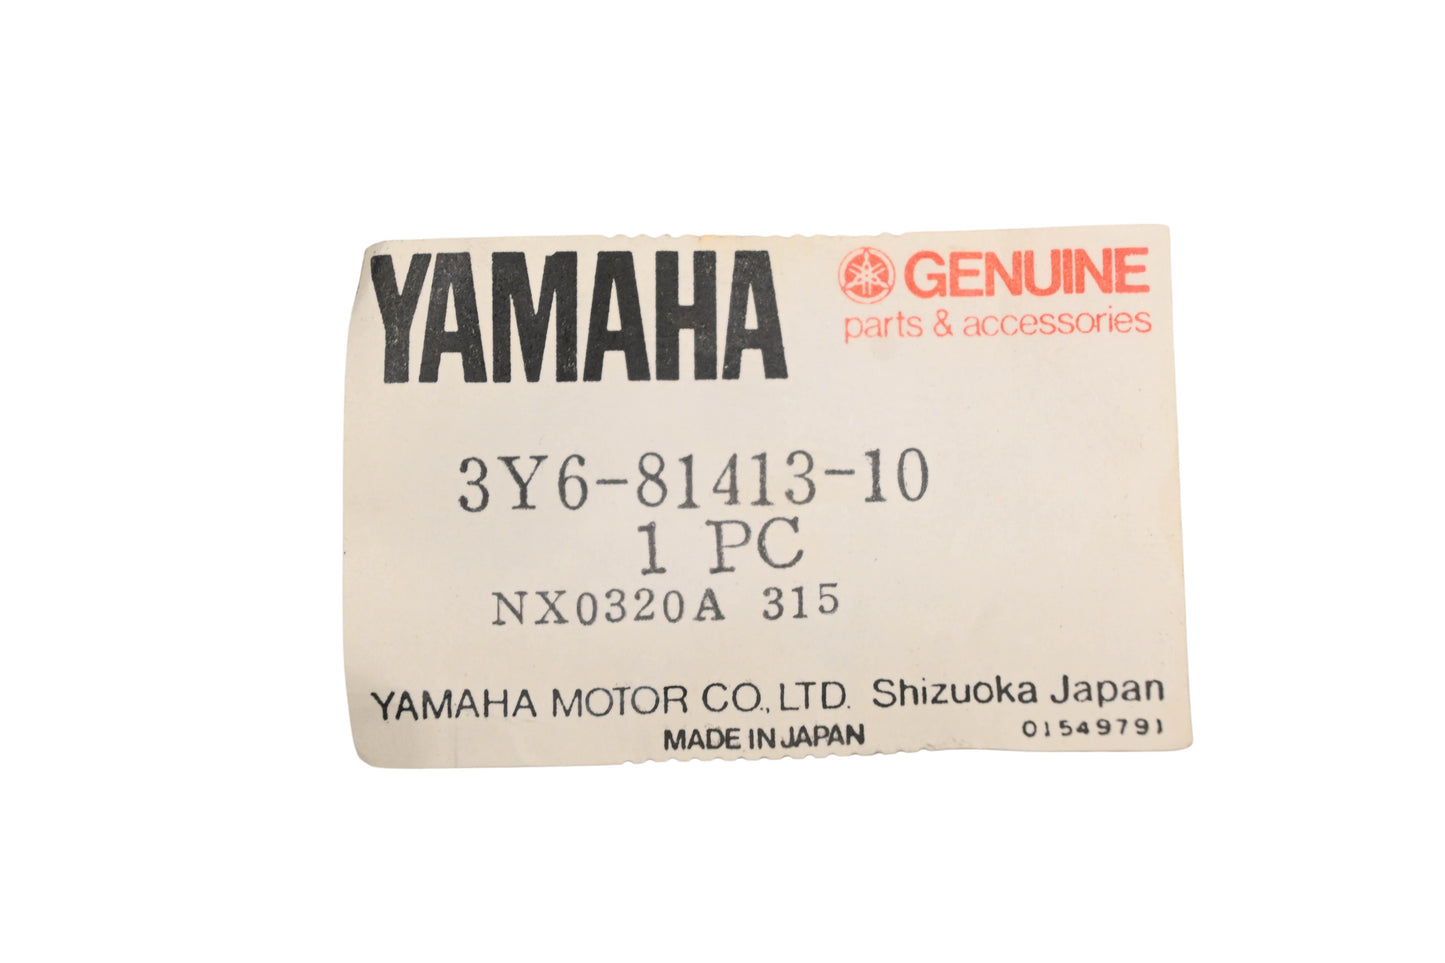 YAMAHA
GENUINE
parts & accessories
3Y6-81413-10
1 PC
NX0320A 315
YAMAHA MOTOR CO., LTD. Shizuoka Japan
MADE IN JAPAN
01549791